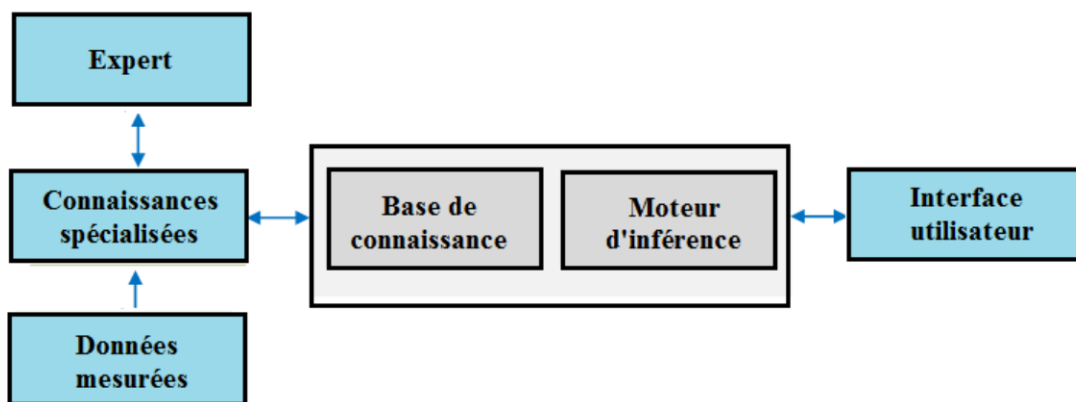 Expert
Connaissances
spécialisées
Données
mesurées
Base de
connaissance
Moteur
d'inférence
Interface
utilisateur